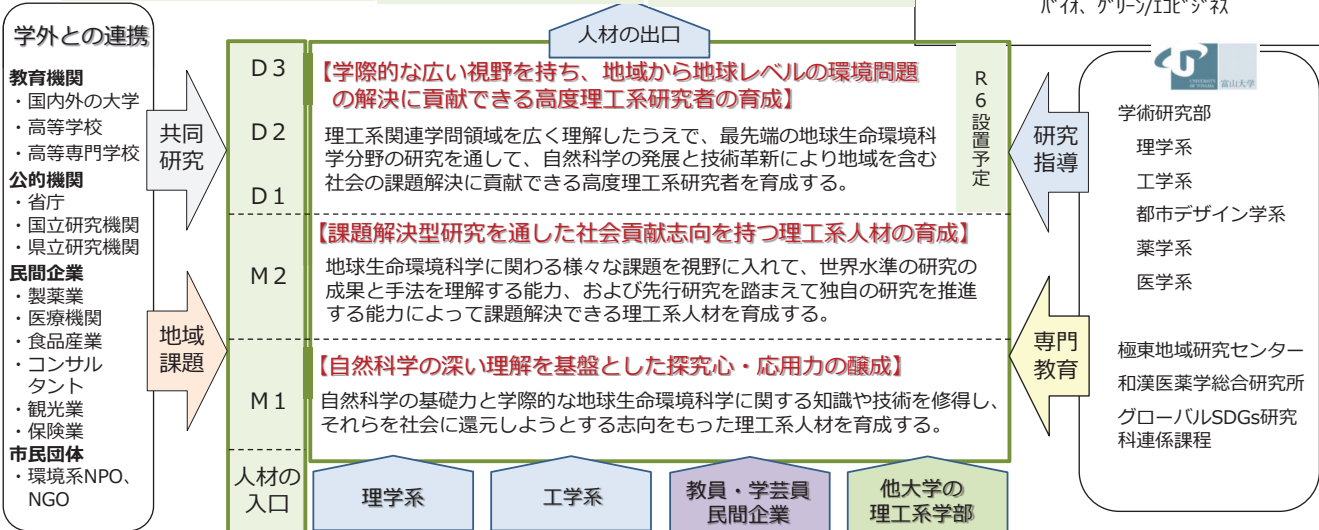 バイオ、グリーン/エコビジネス
学外との連携
教育機関
・国内外の大学
・高等学校
・高等専門学校
公的機関
・省庁
・国立研究機関
・県立研究機関
民間企業
・製薬業
・医療機関
・食品産業
・コンサル
タント
・観光業
・保険業
市民団体
・環境系NPO、
NGO
共同
研究
地域
課題
D3
D2
D1
M2
M1
人材の
入口
人材の出口
【学際的な広い視野を持ち、地域から地球レベルの環境問題
の解決に貢献できる高度理工系研究者の育成】
理工系関連学問領域を広く理解したうえで、最先端の地球生命環境科
学分野の研究を通して、自然科学の発展と技術革新により地域を含む
社会の課題解決に貢献できる高度理工系研究者を育成する。
R6設置予定
【課題解決型研究を通した社会貢献志向を持つ理工系人材の育成】
地球生命環境科学に関わる様々な課題を視野に入れて、世界水準の研究の
成果と手法を理解する能力、および先行研究を踏まえて独自の研究を推進
する能力によって課題解決できる理工系人材を育成する。
【自然科学の深い理解を基盤とした探究心・応用力の醸成】
自然科学の基礎力と学際的な地球生命環境科学に関する知識や技術を修得し、
それらを社会に還元しようとする志向をもった理工系人材を育成する。
理学系
工学系
教員・学芸員
民間企業
他大学の
理工系学部
研究
指導
専門
教育
UNIVERSITY
OF TOYAMA
富山大学
学術研究部
理学系
工学系
都市デザイン学系
薬学系
医学系
極東地域研究センター
和漢医薬学総合研究所
グローバルSDGs研究
科連係課程